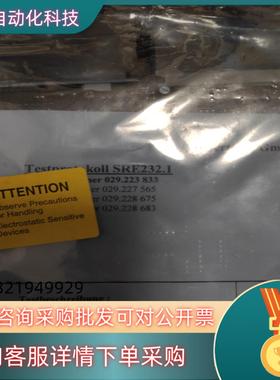 自动化科技
Testprotokoll SRE232.1
029.223 833
029.227 565
029.228 675
029.228 683
ATTENTION
Observe Precautions
for Handling
Electrostatic Sensitive
Devices
821949929
咨询采购批发可对公开票
客服详情下单采购